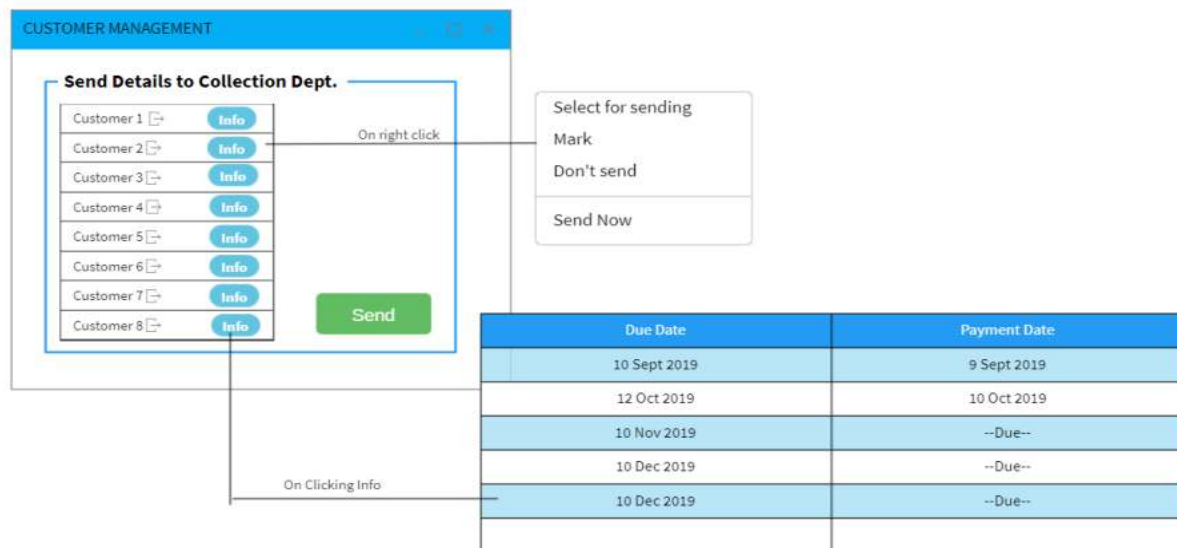 CUSTOMER MANAGEMENT
Send Details to Collection Dept.
Customer 1 Info
Customer 2 Info
Customer 3 Info
Customer 4 Info
Customer 5 Info
Customer 6 Info
Customer 7 Info
Customer 8 Info
Send
On right click
Select for sending
Mark
Don't send
Send Now
On Clicking Info
Due Date Payment Date
10 Sept 2019 9 Sept 2019
12 Oct 2019 10 Oct 2019
10 Nov 2019 --Due--
10 Dec 2019 --Due--
10 Dec 2019 --Due--